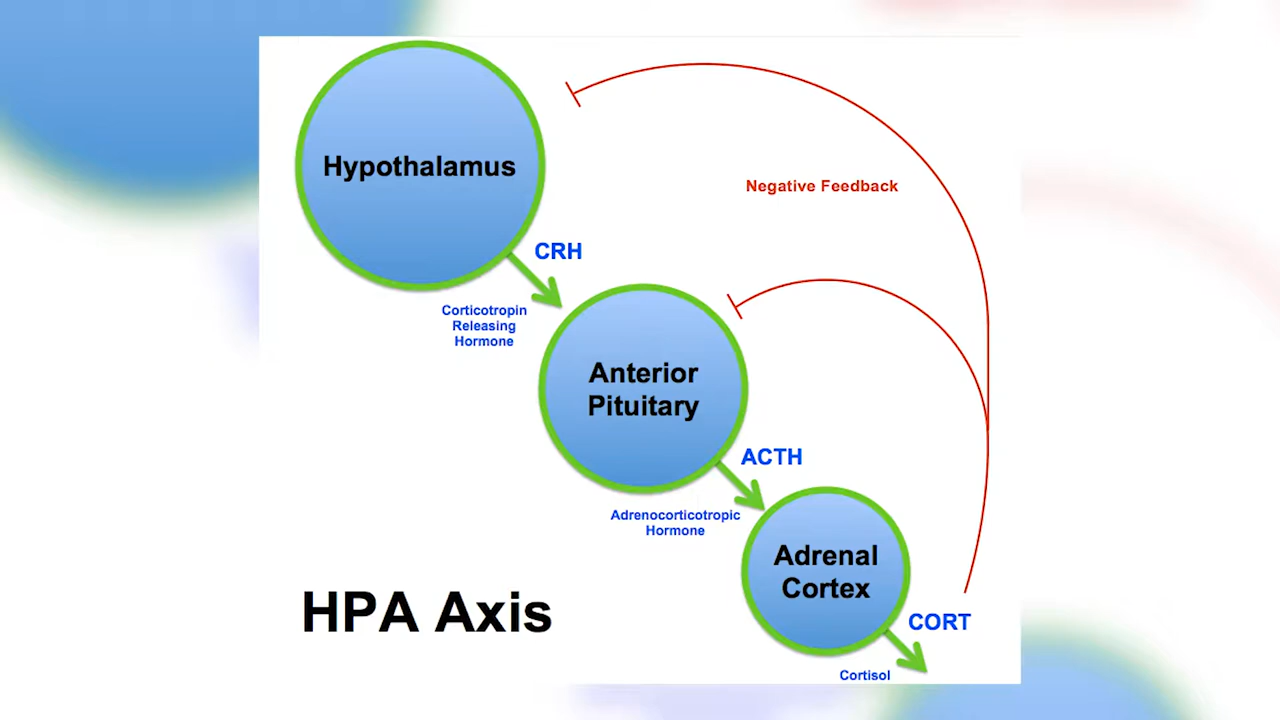 Hypothalamus
Negative Feedback
CRH
Corticotropin
Releasing
Hormone
Anterior
Pituitary
ACTH
Adrenocorticotropic
Hormone
Adrenal
Cortex
HPA Axis
CORT
Cortisol